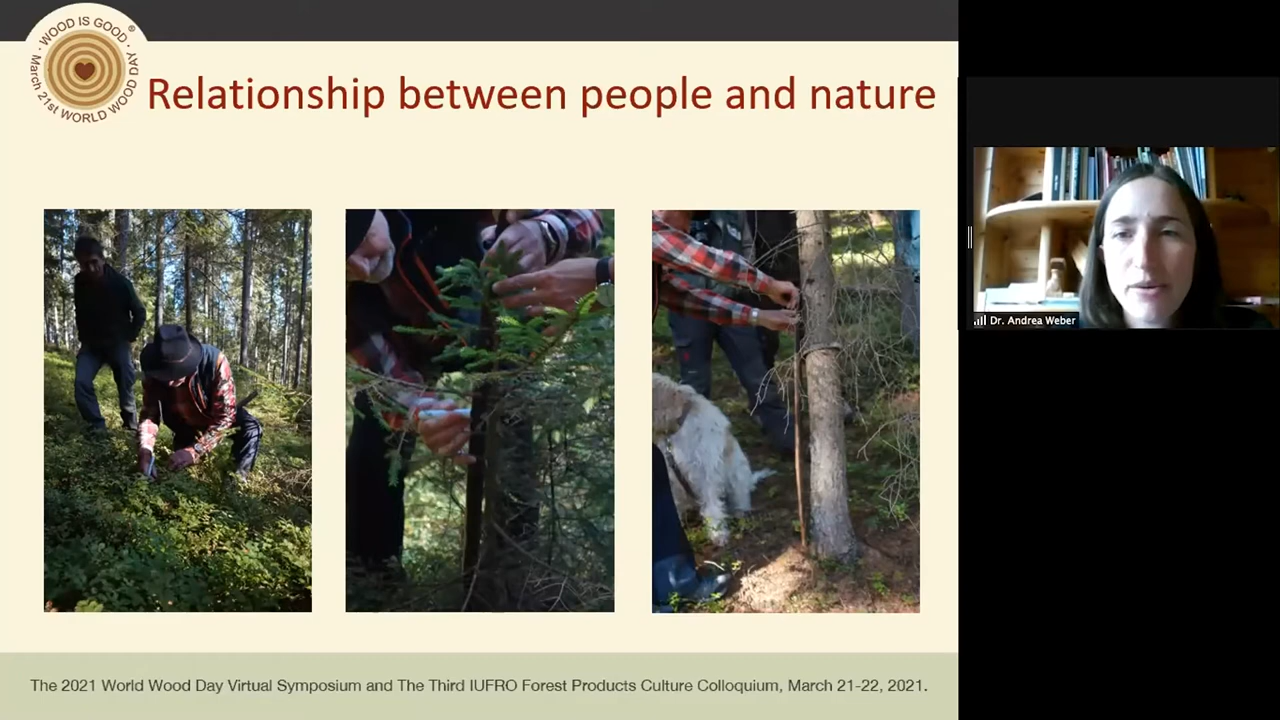 · WOOD IS GOOD ·®
March 21st WORLD WOOD DAY
Relationship between people and nature
Dr. Andrea Weber
The 2021 World Wood Day Virtual Symposium and The Third IUFRO Forest Products Culture Colloquium, March 21-22, 2021.